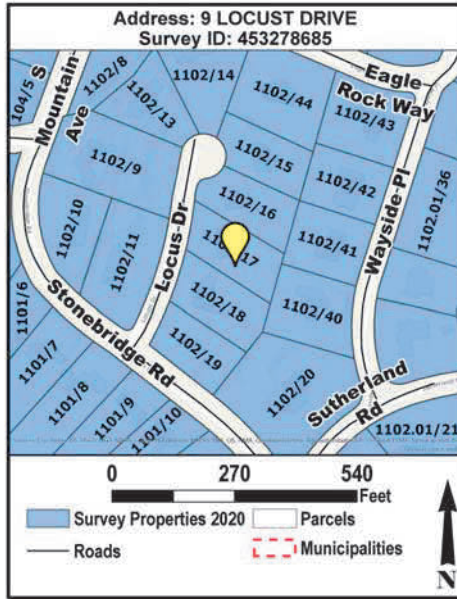 Address: 9 LOCUST DRIVE
Survey ID: 453278685
104/5
Mountain Ave S
1102/8
1102/13
1102/14
1102/44
Eagle Rock Way
1102/43
1102/9
1102/15
1102/42
1102.01/36
1102/10
1102/11
Locus Dr
1102/16
1102/41
Wayside Pl
1102/18
1102/40
1101/6
Stonebridge Rd
1102/19
1101/7
1101/8
1101/9
1101/10
1102/20
Sutherland Rd
1102.01/21
0 270 540
Feet
Survey Properties 2020
Parcels
Roads
Municipalities
N